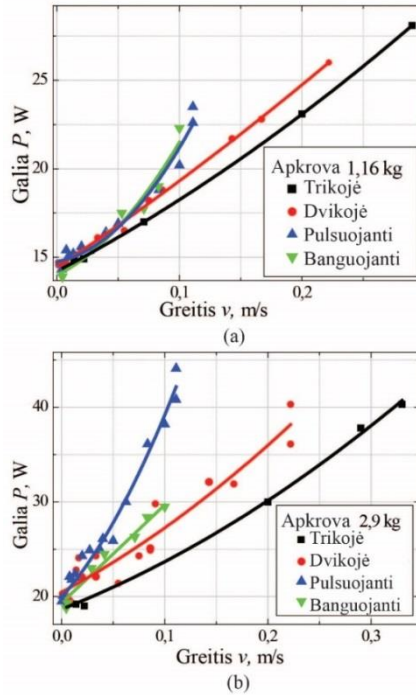 25
20
15
Galia P, W
Apkrova 1,16 kg
Trikojė
Dvikojė
Pulsuojanti
Banguojanti
0,0 0,1 0,2
Greitis v, m/s
(a)
40
30
20
Galia P, W
Apkrova 2,9 kg
Trikojė
Dvikojė
Pulsuojanti
Banguojanti
0,0 0,1 0,2 0,3
Greitis v, m/s
(b)